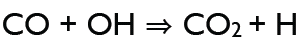 CO + OH ⇒ CO₂ + H